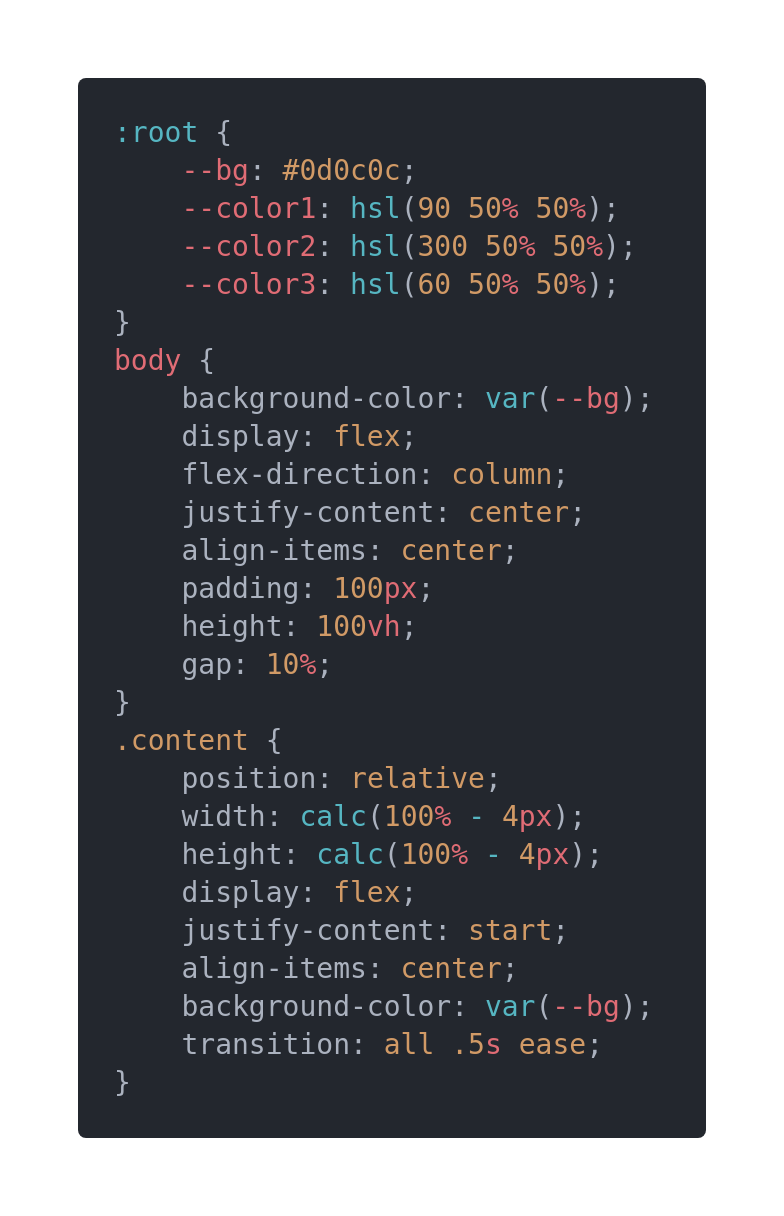 :root {
    --bg: #0d0c0c;
    --color1: hsl(90 50% 50%);
    --color2: hsl(300 50% 50%);
    --color3: hsl(60 50% 50%);
}
body {
    background-color: var(--bg);
    display: flex;
    flex-direction: column;
    justify-content: center;
    align-items: center;
    padding: 100px;
    height: 100vh;
    gap: 10%;
}
.content {
    position: relative;
    width: calc(100% - 4px);
    height: calc(100% - 4px);
    display: flex;
    justify-content: start;
    align-items: center;
    background-color: var(--bg);
    transition: all .5s ease;
}